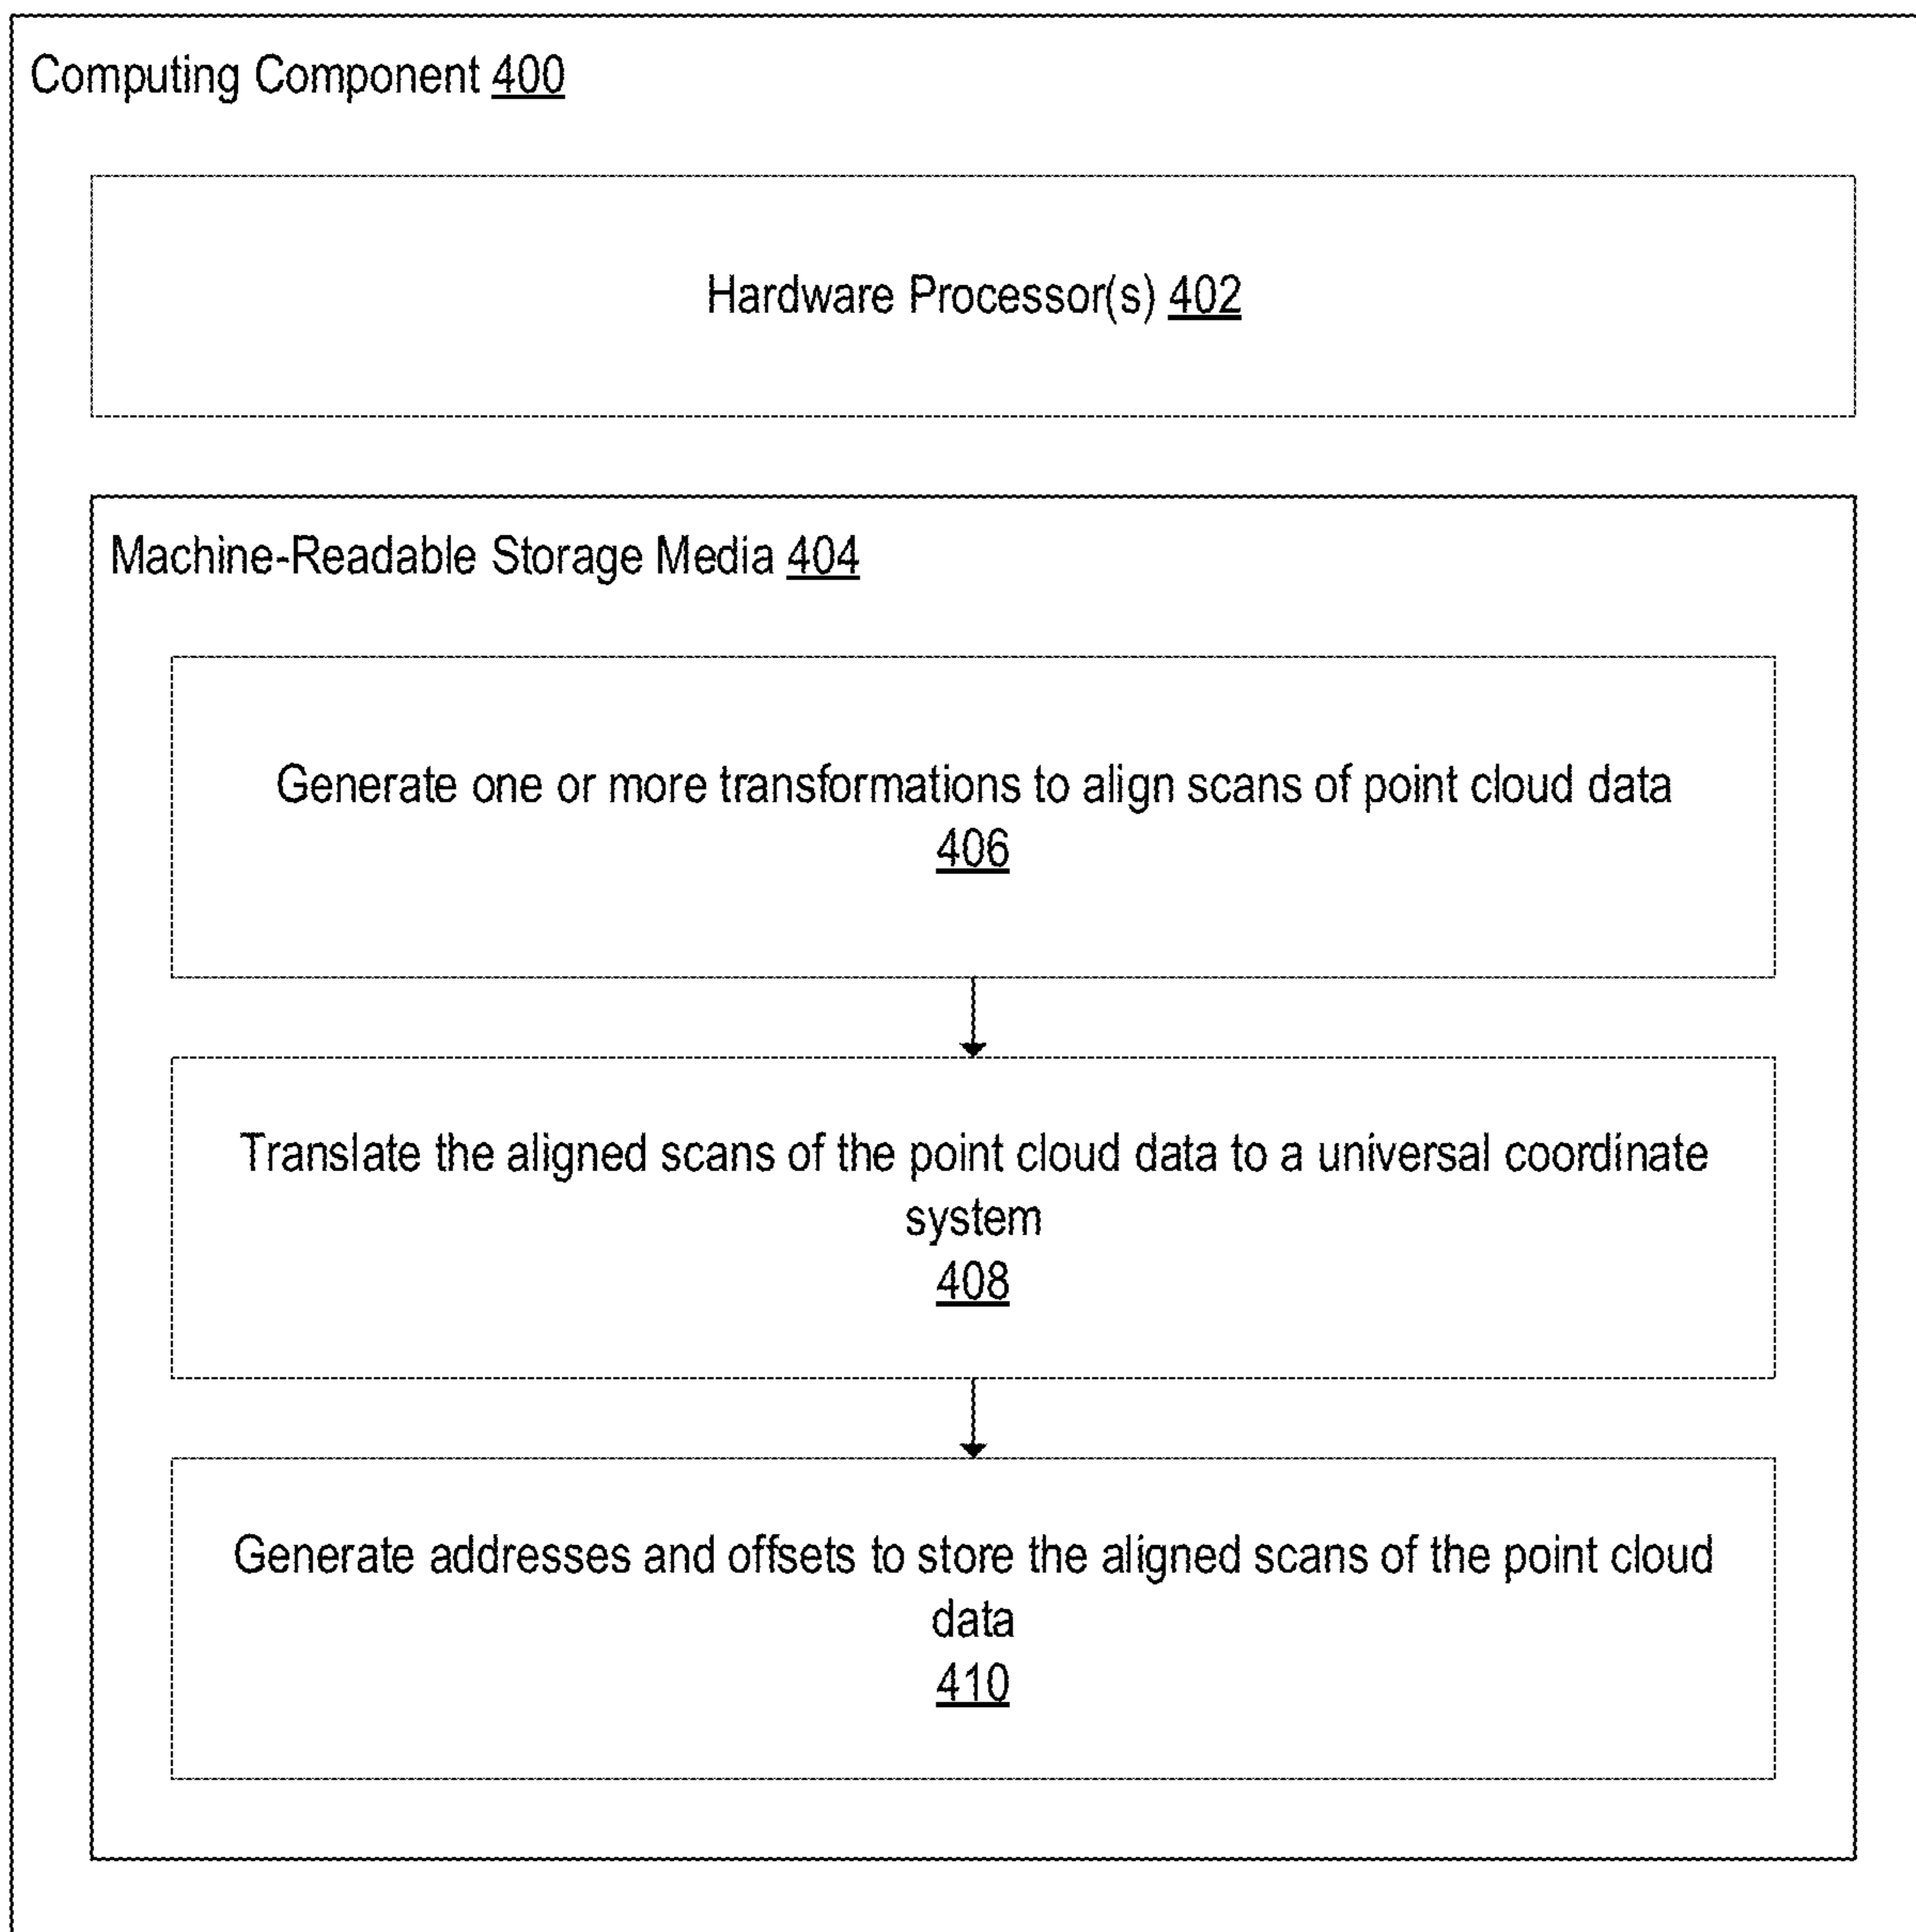 Computing Component 400
Hardware Processor(s) 402
Machine-Readable Storage Media 404
Generate one or more transformations to align scans of point cloud data
406
Translate the aligned scans of the point cloud data to a universal coordinate
system
408
Generate addresses and offsets to store the aligned scans of the point cloud
data
410